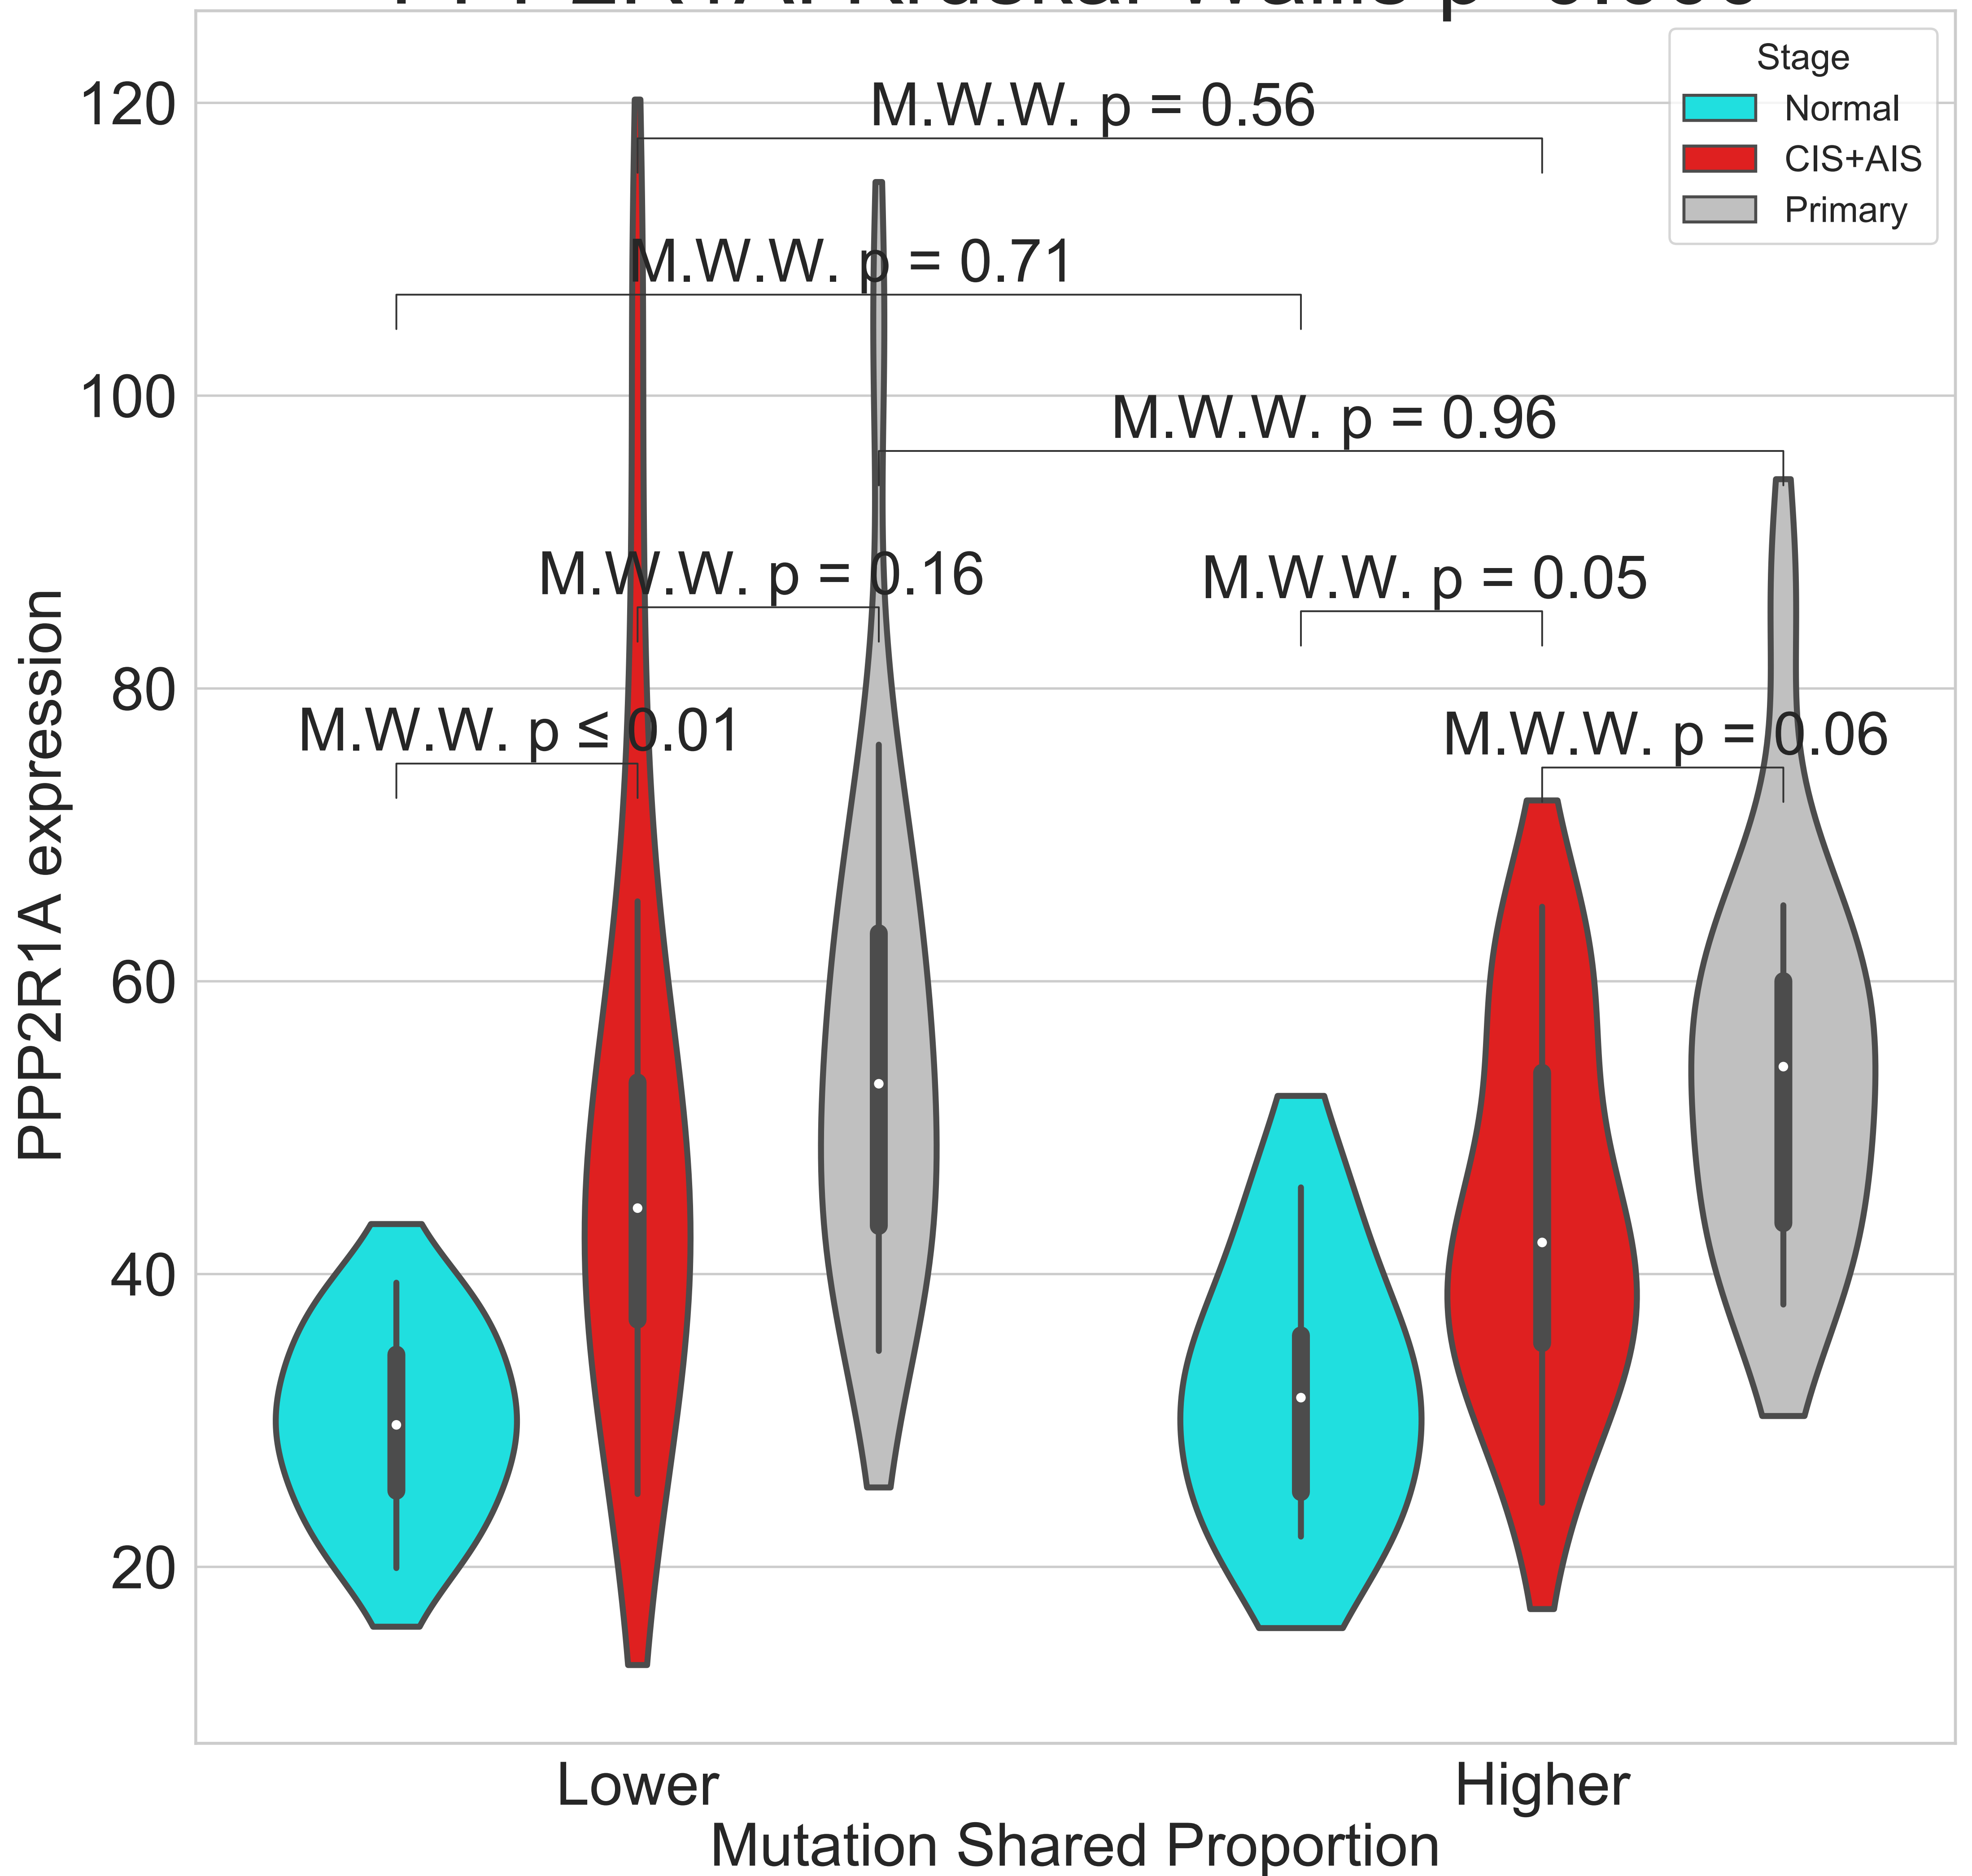 Stage
Normal
CIS+AIS
Primary
120
100
80
60
40
20
PPP2R1A expression
M.W.W. p = 0.56
M.W.W. p = 0.71
M.W.W. p = 0.96
M.W.W. p = 0.16
M.W.W. p = 0.05
M.W.W. p ≤ 0.01
M.W.W. p = 0.06
Lower
Higher
Mutation Shared Proportion